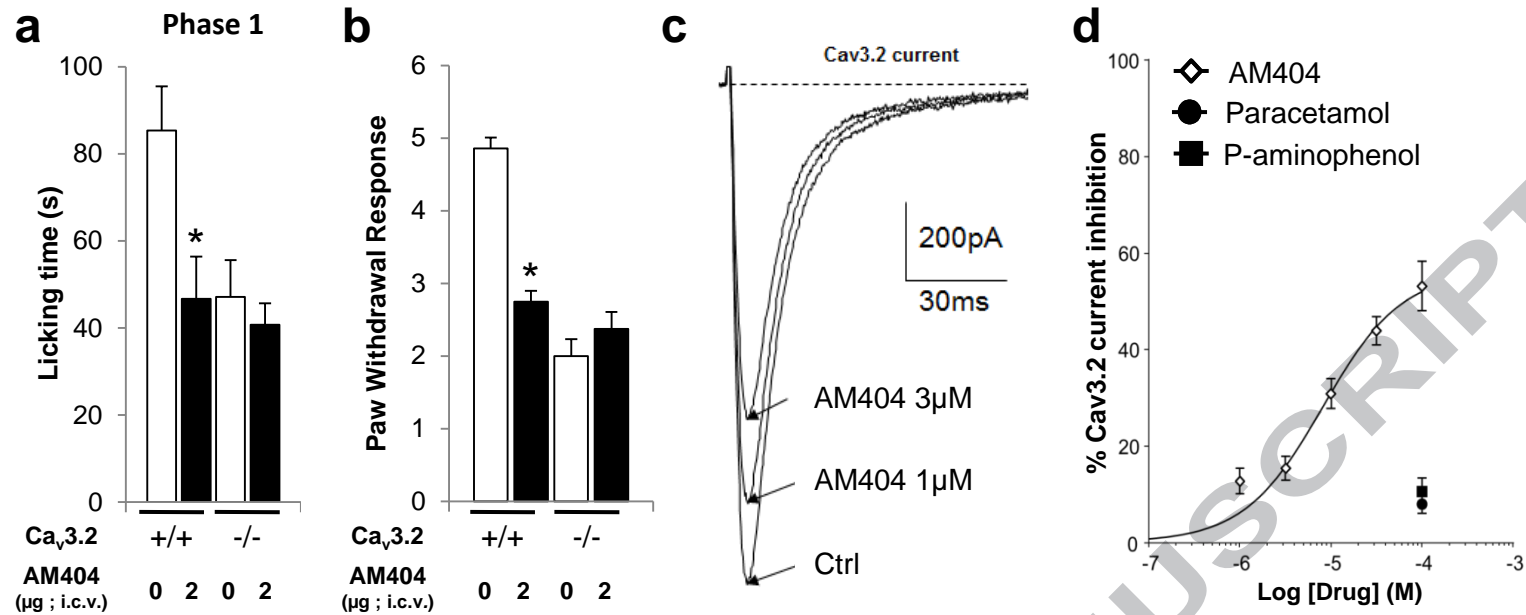 a
Phase 1
Licking time (s)
100
80
60
40
20
0
*
Cav3.2 +/+ -/-
AM404 0 2 0 2
(µg ; i.c.v.)
b
Paw Withdrawal Response
6
5
4
3
2
1
0
*
Cav3.2 +/+ -/-
AM404 0 2 0 2
(µg ; i.c.v.)
c
Cav3.2 current
200pA
30ms
AM404 3µM
AM404 1µM
Ctrl
d
AM404
Paracetamol
P-aminophenol
% Cav3.2 current inhibition
100
80
60
40
20
0
-7 -6 -5 -4 -3
Log [Drug] (M)
USCRIPT